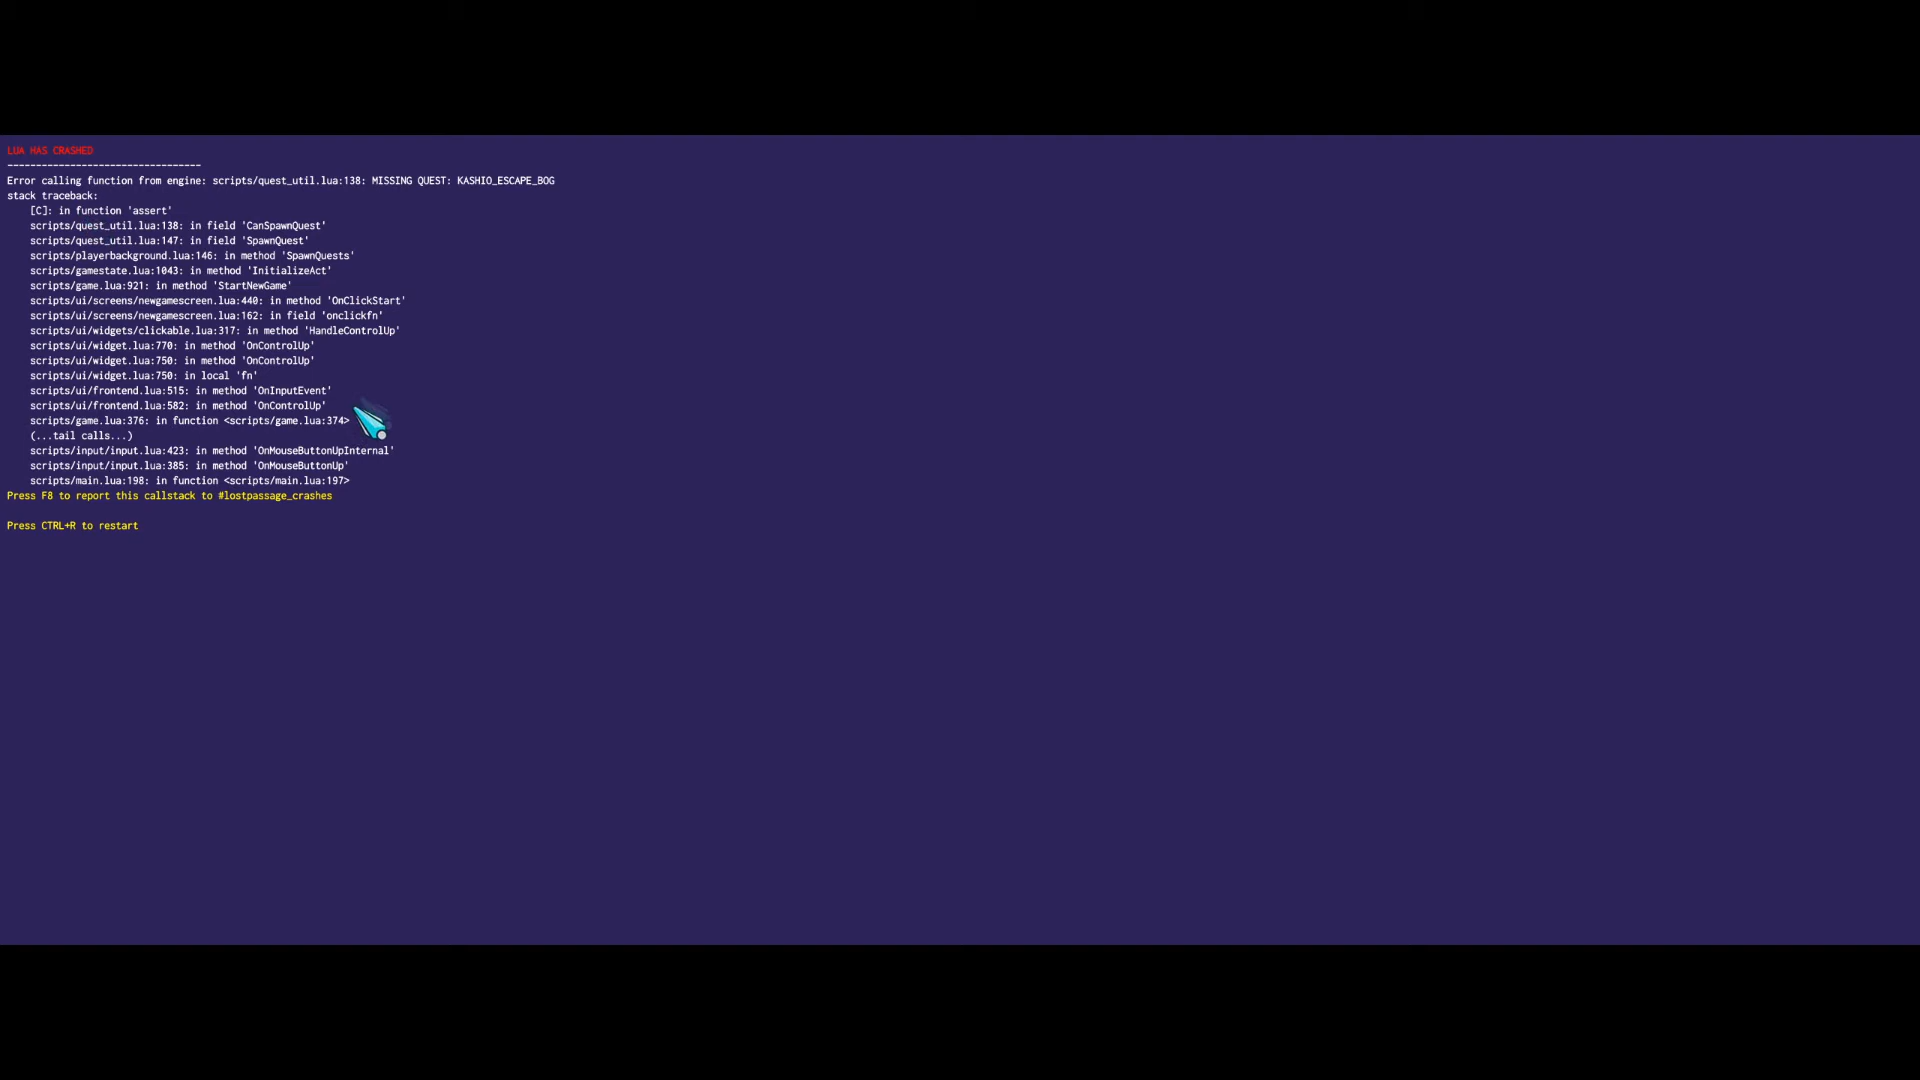 LUA HAS CRASHED
----------------------------------
Error calling function from engine: scripts/quest_util.lua:138: MISSING QUEST: KASHIO_ESCAPE_BOG
stack traceback:
[C]: in function 'assert'
scripts/quest_util.lua:138: in field 'CanSpawnQuest'
scripts/quest_util.lua:147: in field 'SpawnQuest'
scripts/playerbackground.lua:146: in method 'SpawnQuests'
scripts/gamestate.lua:1043: in method 'InitializeAct'
scripts/game.lua:921: in method 'StartNewGame'
scripts/ui/screens/newgamescreen.lua:440: in method 'OnClickStart'
scripts/ui/screens/newgamescreen.lua:162: in field 'onclickfn'
scripts/ui/widgets/clickable.lua:317: in method 'HandleControlUp'
scripts/ui/widget.lua:770: in method 'OnControlUp'
scripts/ui/widget.lua:750: in method 'OnControlUp'
scripts/ui/widget.lua:750: in local 'fn'
scripts/ui/frontend.lua:515: in method 'OnInputEvent'
scripts/ui/frontend.lua:582: in method 'OnControlUp'
scripts/game.lua:376: in function <scripts/game.lua:374>
(...tail calls...)
scripts/input/input.lua:423: in method 'OnMouseButtonUpInternal'
scripts/input/input.lua:385: in method 'OnMouseButtonUp'
scripts/main.lua:198: in function <scripts/main.lua:197>
Press F8 to report this callstack to #lostpassage_crashes
Press CTRL+R to restart